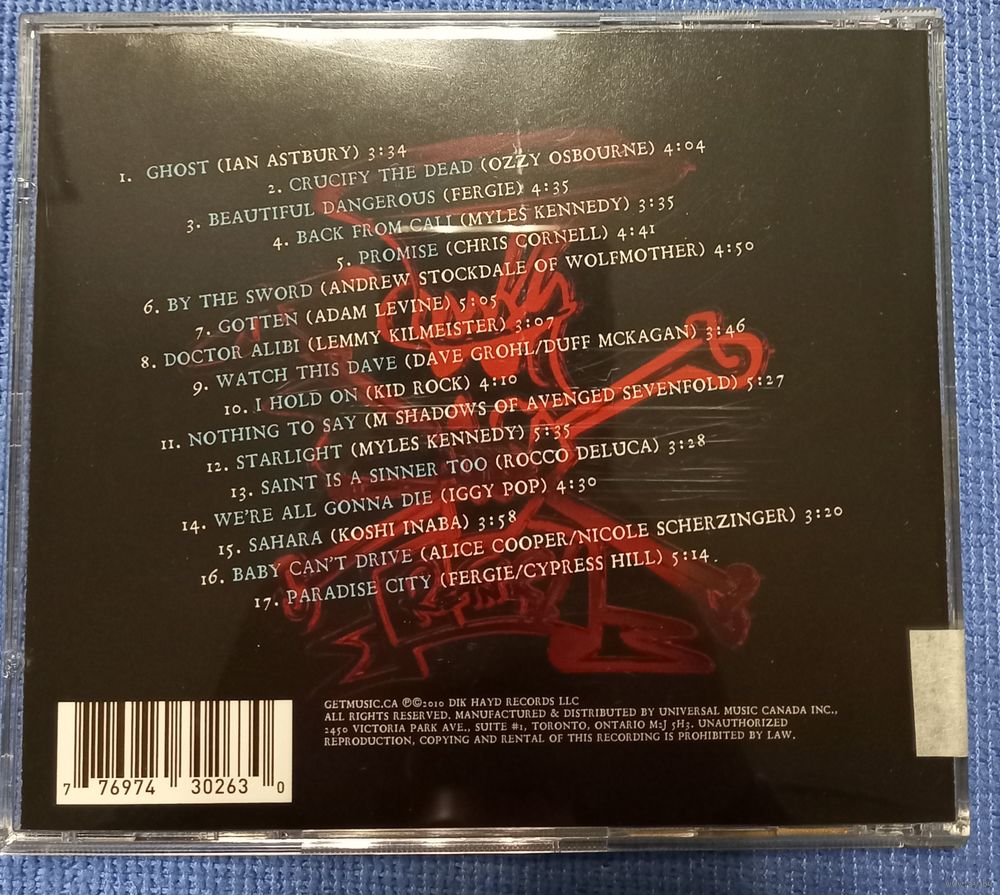 1. GHOST (IAN ASTBURY) 3:34
2. CRUCIFY THE DEAD (OZZY OSBOURNE) 4:04
3. BEAUTIFUL DANGEROUS (FERGIE) 4:35
4. BACK FROM CALI (MYLES KENNEDY) 3:35
5. PROMISE (CHRIS CORNELL) 4:41
6. BY THE SWORD (ANDREW STOCKDALE OF WOLFMOTHER) 4:50
7. GOTTEN (ADAM LEVINE) 5:05
8. DOCTOR ALIBI (LEMMY KILMEISTER) 3:07
9. WATCH THIS DAVE (DAVE GROHL/DUFF MCKAGAN) 3:46
10. I HOLD ON (KID ROCK) 4:10
11. NOTHING TO SAY (M SHADOWS OF AVENGED SEVENFOLD) 5:27
12. STARLIGHT (MYLES KENNEDY) 5:35
13. SAINT IS A SINNER TOO (ROCCO DELUCA) 3:28
14. WE'RE ALL GONNA DIE (IGGY POP) 4:30
15. SAHARA (KOSHI INABA) 3:58
16. BABY CAN'T DRIVE (ALICE COOPER/NICOLE SCHERZINGER) 3:20
17. PARADISE CITY (FERGIE/CYPRESS HILL) 5:14
GETMUSIC.CA ℗©2010 DIK HAYD RECORDS LLC
ALL RIGHTS RESERVED. MANUFACTURED & DISTRIBUTED BY UNIVERSAL MUSIC CANADA INC.,
2450 VICTORIA PARK AVE., SUITE #1, TORONTO, ONTARIO M2J 5H3. UNAUTHORIZED
REPRODUCTION, COPYING AND RENTAL OF THIS RECORDING IS PROHIBITED BY LAW.
7 76974 30263 0